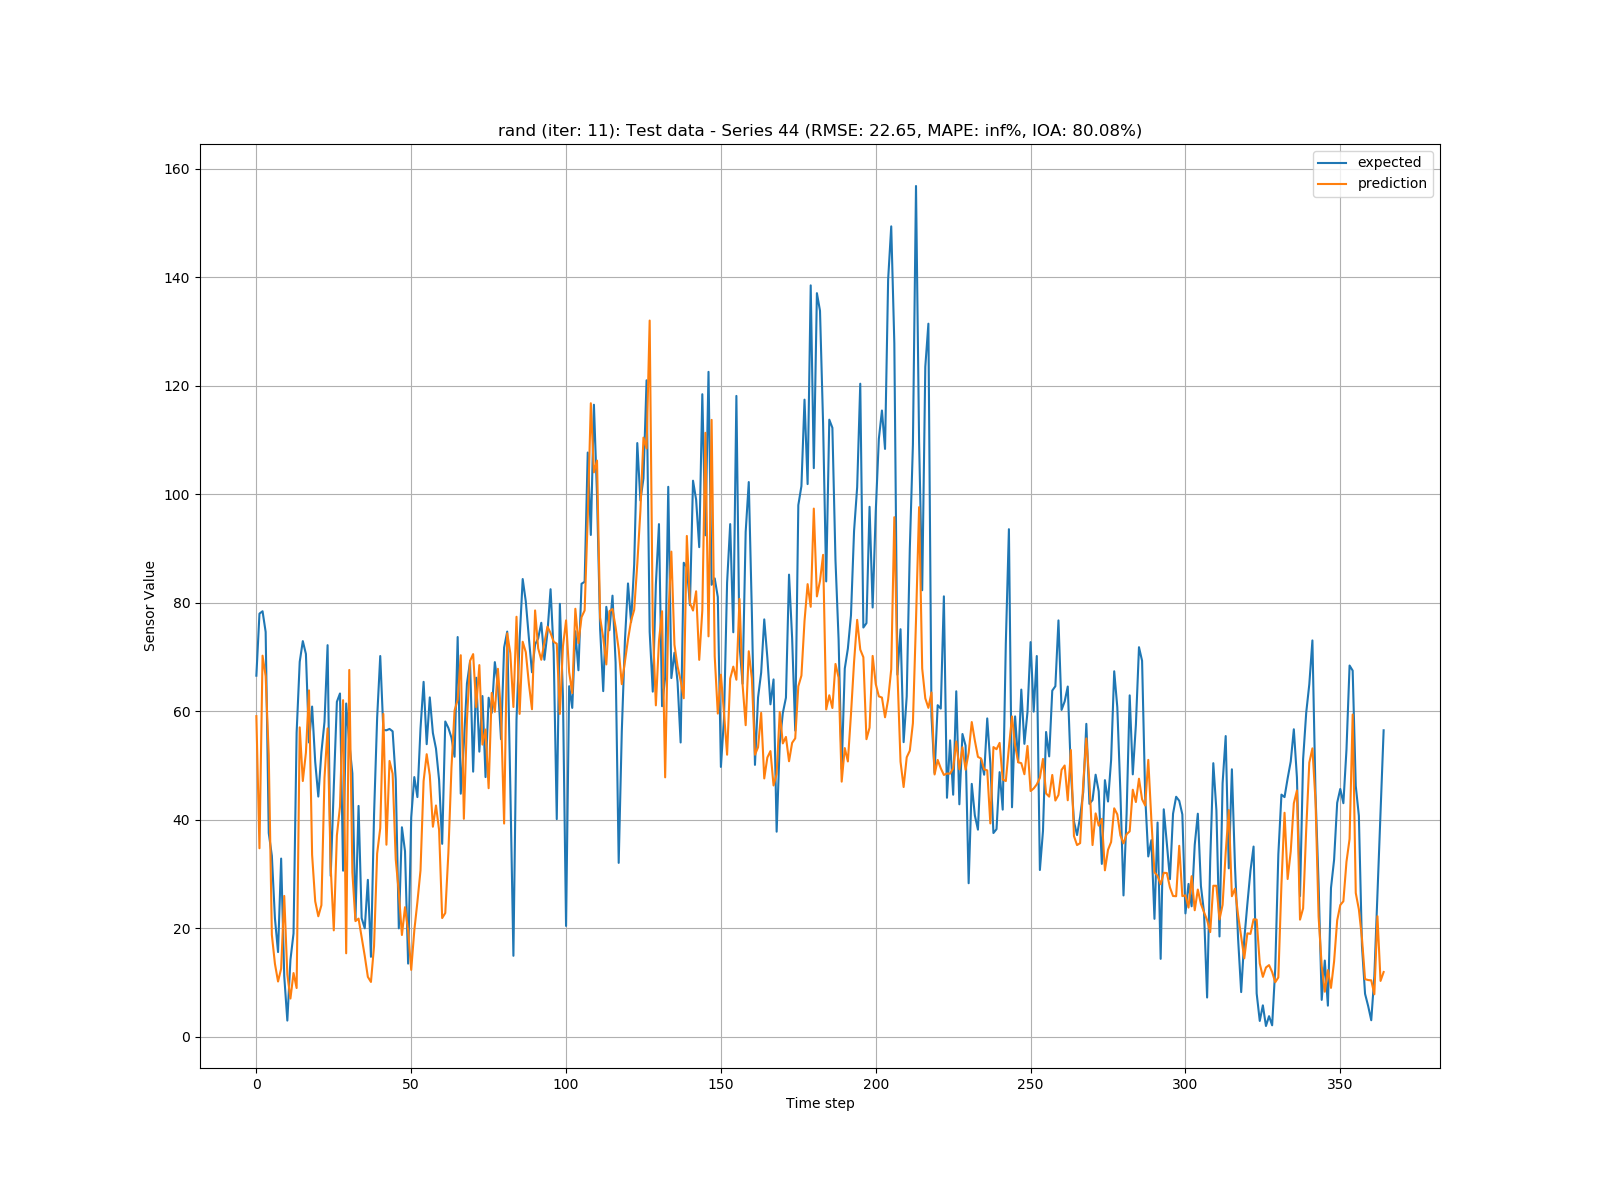 rand (iter: 11): Test data - Series 44 (RMSE: 22.65, MAPE: inf%, IOA: 80.08%)
expected
prediction
Sensor Value
160
140
120
100
80
60
40
20
0
0 50 100 150 200 250 300 350
Time step